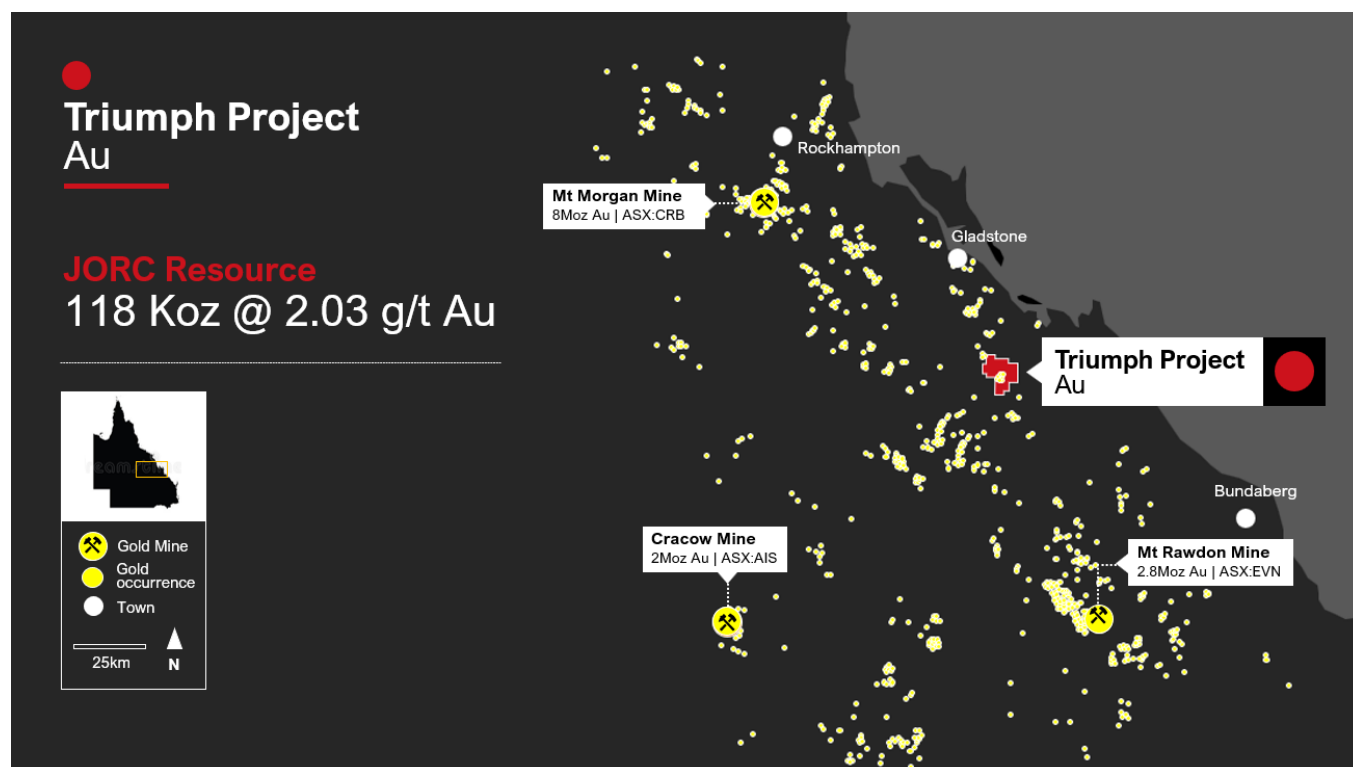 Triumph Project
Au
JORC Resource
118 Koz @ 2.03 g/t Au
Gold Mine
Gold
occurrence
Town
25km
N
Rockhampton
Mt Morgan Mine
8Moz Au | ASX:CRB
Gladstone
Triumph Project
Au
Bundaberg
Cracow Mine
2Moz Au | ASX:AIS
Mt Rawdon Mine
2.8Moz Au | ASX:EVN